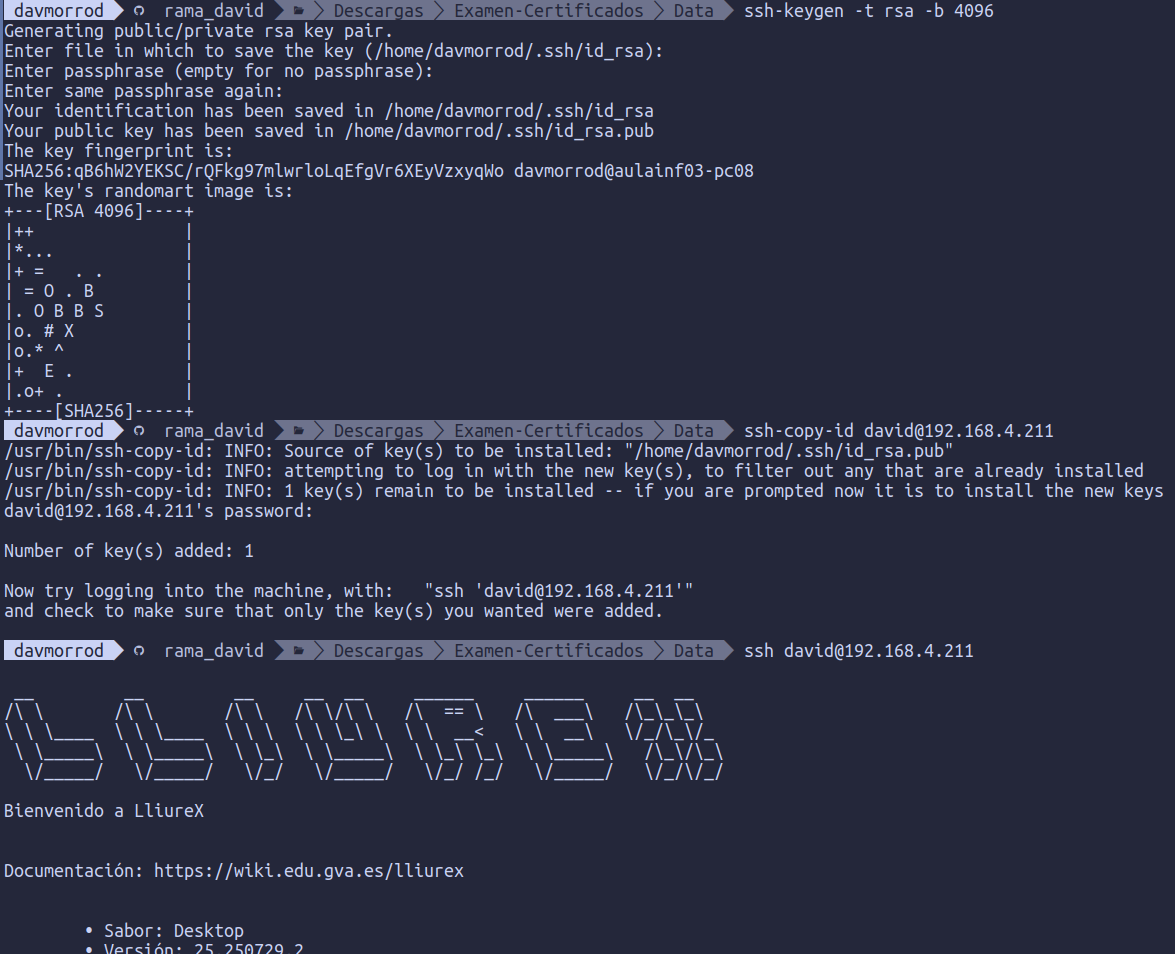 davmorrod rama_david Descargas Examen-Certificados Data ssh-keygen -t rsa -b 4096
Generating public/private rsa key pair.
Enter file in which to save the key (/home/davmorrod/.ssh/id_rsa):
Enter passphrase (empty for no passphrase):
Enter same passphrase again:
Your identification has been saved in /home/davmorrod/.ssh/id_rsa
Your public key has been saved in /home/davmorrod/.ssh/id_rsa.pub
The key fingerprint is:
SHA256:qB6hW2YEKSC/rQFkg97mlwrloLqEfgVr6XEyVzxyqWo davmorrod@aulainf03-pc08
The key's randomart image is:
+---[RSA 4096]----+
|++               |
|*...             |
|+ =   . .        |
| = O . B         |
|. O B B S        |
|o. # X           |
|o.* ^            |
|+  E .           |
|.o+ .            |
+----[SHA256]-----+
davmorrod rama_david Descargas Examen-Certificados Data ssh-copy-id david@192.168.4.211
/usr/bin/ssh-copy-id: INFO: Source of key(s) to be installed: "/home/davmorrod/.ssh/id_rsa.pub"
/usr/bin/ssh-copy-id: INFO: attempting to log in with the new key(s), to filter out any that are already installed
/usr/bin/ssh-copy-id: INFO: 1 key(s) remain to be installed -- if you are prompted now it is to install the new keys
david@192.168.4.211's password:
Number of key(s) added: 1
Now try logging into the machine, with:   "ssh 'david@192.168.4.211'"
and check to make sure that only the key(s) you wanted were added.
davmorrod rama_david Descargas Examen-Certificados Data ssh david@192.168.4.211
LLIUREX
Bienvenido a LliureX
Documentación: https://wiki.edu.gva.es/lliurex
• Sabor: Desktop
• Versión: 25.250729.2